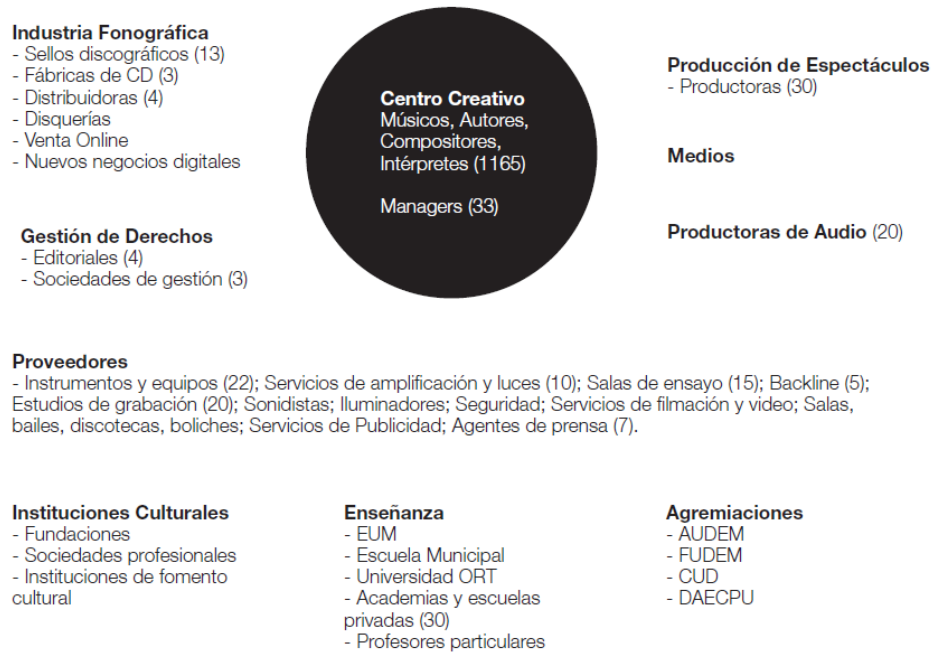 Industria Fonográfica
- Sellos discográficos (13)
- Fábricas de CD (3)
- Distribuidoras (4)
- Disquerías
- Venta Online
- Nuevos negocios digitales
Gestión de Derechos
- Editoriales (4)
- Sociedades de gestión (3)
Centro Creativo
Músicos, Autores,
Compositores,
Intérpretes (1165)
Managers (33)
Producción de Espectáculos
- Productoras (30)
Medios
Productoras de Audio (20)
Proveedores
- Instrumentos y equipos (22); Servicios de amplificación y luces (10); Salas de ensayo (15); Backline (5);
Estudios de grabación (20); Sonidistas; Iluminadores; Seguridad; Servicios de filmación y video; Salas,
bailes, discotecas, boliches; Servicios de Publicidad; Agentes de prensa (7).
Instituciones Culturales
- Fundaciones
- Sociedades profesionales
- Instituciones de fomento
cultural
Enseñanza
- EUM
- Escuela Municipal
- Universidad ORT
- Academias y escuelas
privadas (30)
- Profesores particulares
Agremiaciones
- AUDEM
- FUDEM
- CUD
- DAECPU